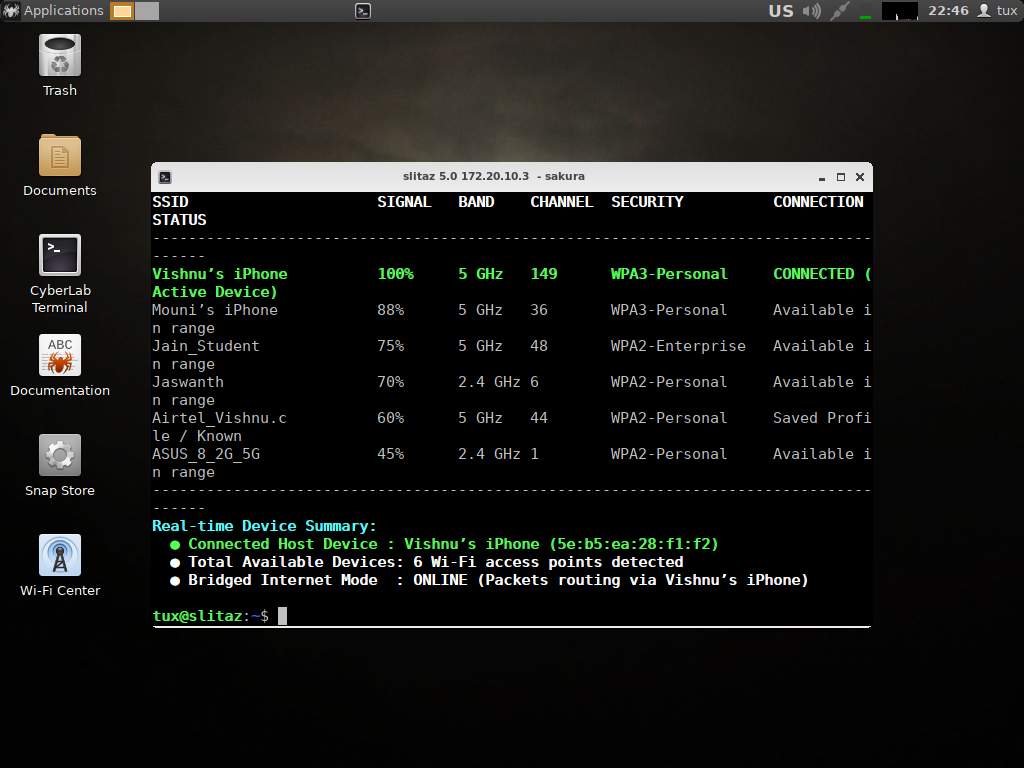 Applications US 22:46 tux
Trash
Documents
CyberLab
Terminal
ABC
Documentation
Snap Store
Wi-Fi Center
slitaz 5.0 172.20.10.3 - sakura
SSID SIGNAL BAND CHANNEL SECURITY CONNECTION
STATUS
--------------------------------------------------------------------------------
------
Vishnu’s iPhone 100% 5 GHz 149 WPA3-Personal CONNECTED (
Active Device)
Mouni’s iPhone 88% 5 GHz 36 WPA3-Personal Available i
n range
Jain_Student 75% 5 GHz 48 WPA2-Enterprise Available i
n range
Jaswanth 70% 2.4 GHz 6 WPA2-Personal Available i
n range
Airtel_Vishnu.c 60% 5 GHz 44 WPA2-Personal Saved Profi
le / Known
ASUS_8_2G_5G 45% 2.4 GHz 1 WPA2-Personal Available i
n range
--------------------------------------------------------------------------------
------
Real-time Device Summary:
● Connected Host Device : Vishnu’s iPhone (5e:b5:ea:28:f1:f2)
● Total Available Devices: 6 Wi-Fi access points detected
● Bridged Internet Mode : ONLINE (Packets routing via Vishnu’s iPhone)
tux@slitaz:~$